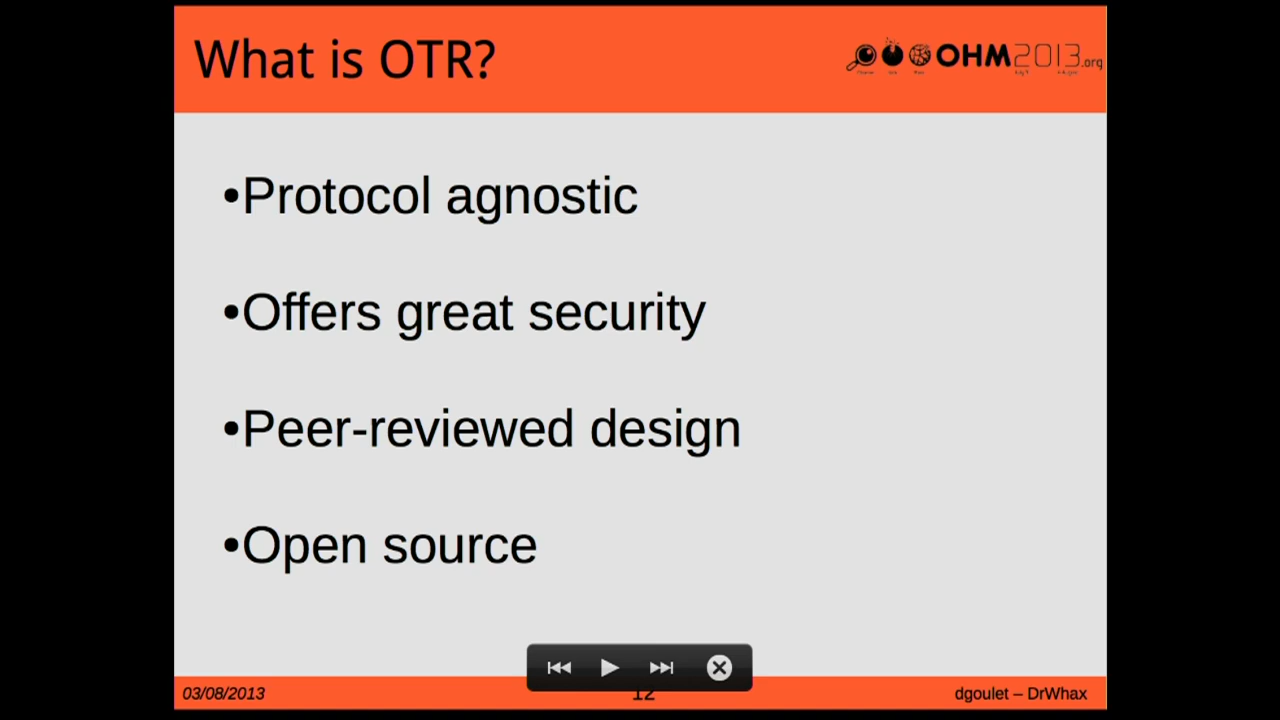 What is OTR?
OHM2013.org
•Protocol agnostic
•Offers great security
•Peer-reviewed design
•Open source
03/08/2013
12
dgoulet – DrWhax